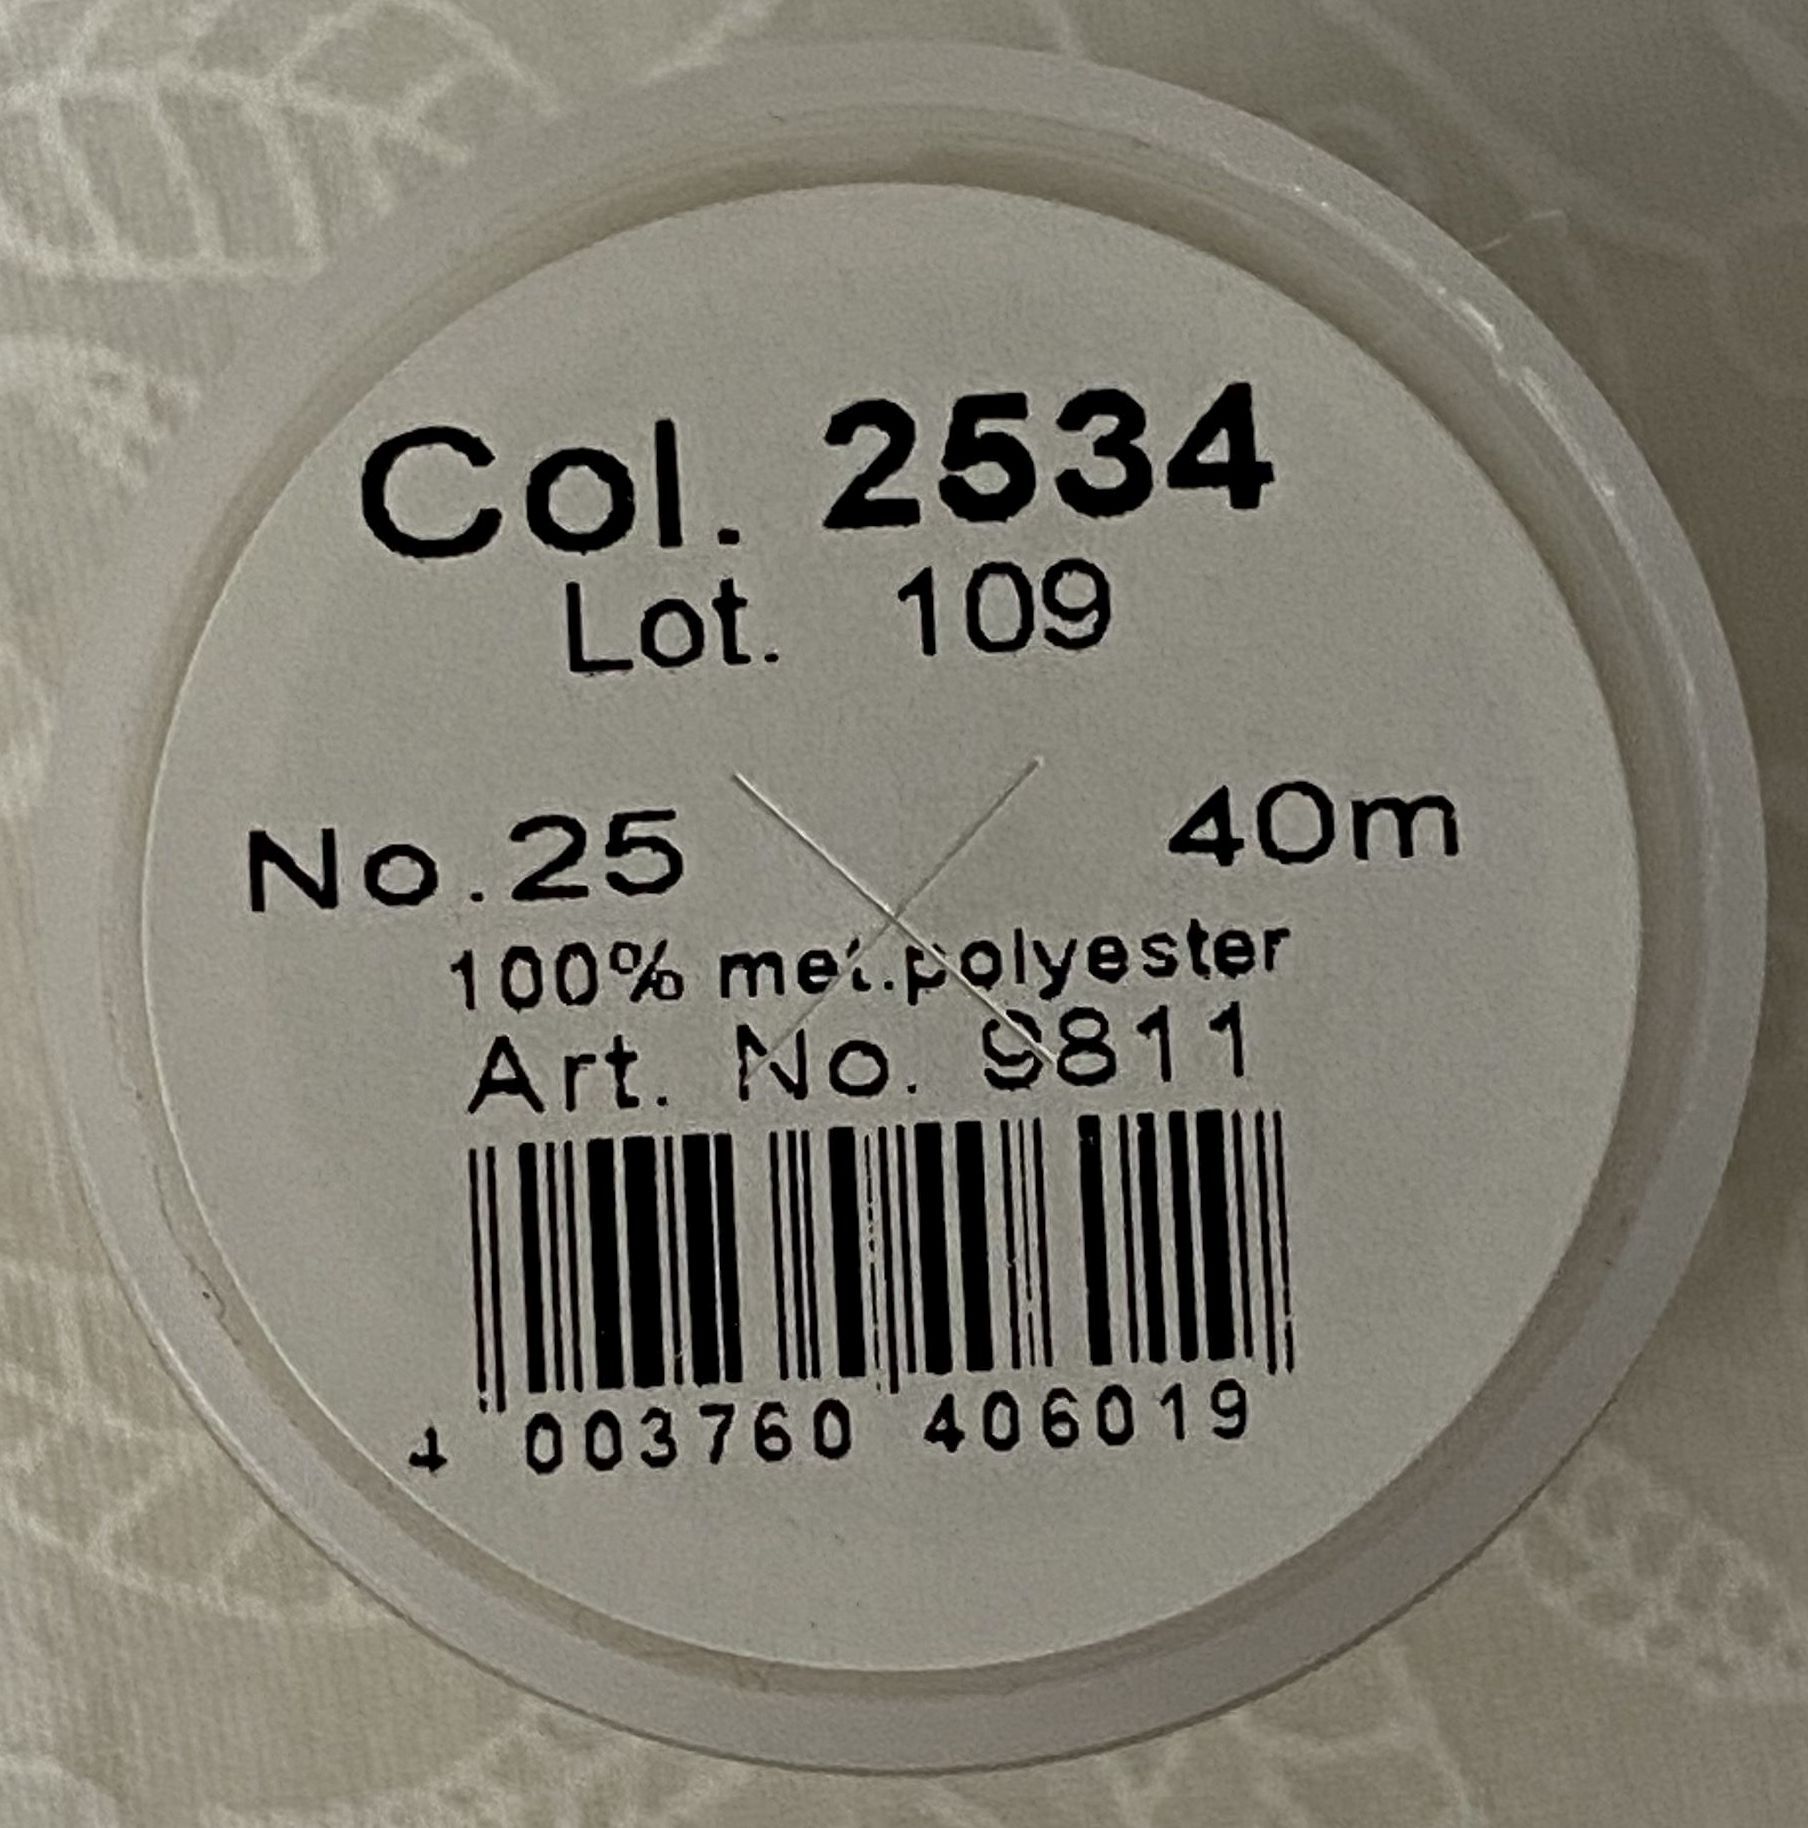 Col. 2534
Lot. 109
No.25 40m
100% met.polyester
Art. No. 9811
4 003760 406019